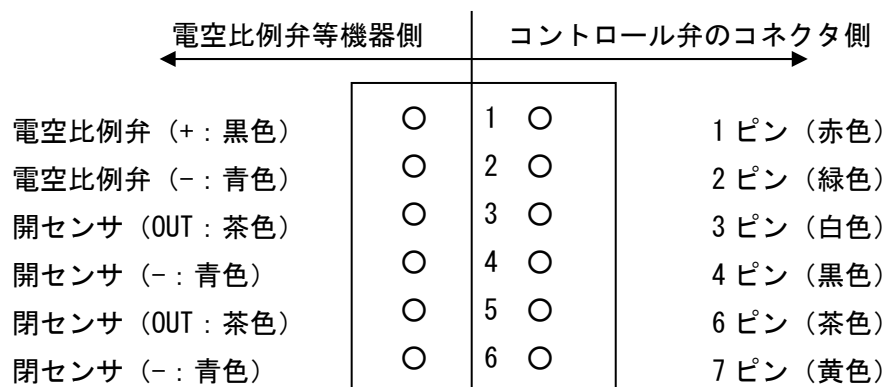 電空比例弁等機器側 コントロール弁のコネクタ側
電空比例弁（+：黒色） 1 1ピン（赤色）
電空比例弁（-：青色） 2 2ピン（緑色）
開センサ（OUT：茶色） 3 3ピン（白色）
開センサ（-：青色） 4 4ピン（黒色）
閉センサ（OUT：茶色） 5 6ピン（茶色）
閉センサ（-：青色） 6 7ピン（黄色）